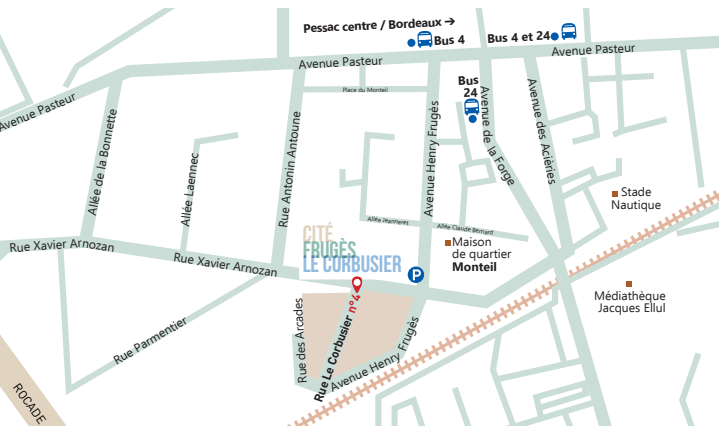 Pessac centre / Bordeaux →
Bus 4
Bus 4 et 24
Avenue Pasteur
Avenue Pasteur
Avenue Pasteur
Bus
24
Place du Monteil
Allée de la Bonnette
Allée Laennec
Rue Antonin Antoune
Avenue Henry Frugès
Avenue de la Forge
Avenue des Acièries
Stade
Nautique
Allée Jeanneret
Allée Claude Bernard
CITÉ
FRUGÈS
LE CORBUSIER
Maison
de quartier
Monteil
Rue Xavier Arnozan
Rue Xavier Arnozan
P
Médiathèque
Jacques Ellul
Rue Parmentier
Rue des Arcades
Rue Le Corbusier n°4
Avenue Henry Frugès
ROCADE